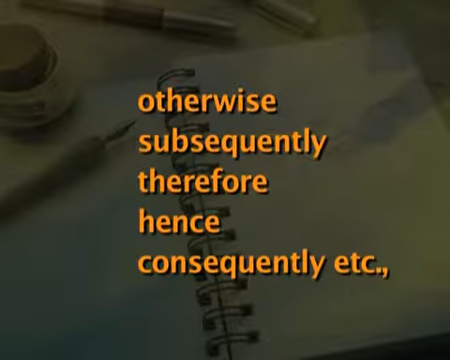 otherwise
subsequently
therefore
hence
consequently etc.,